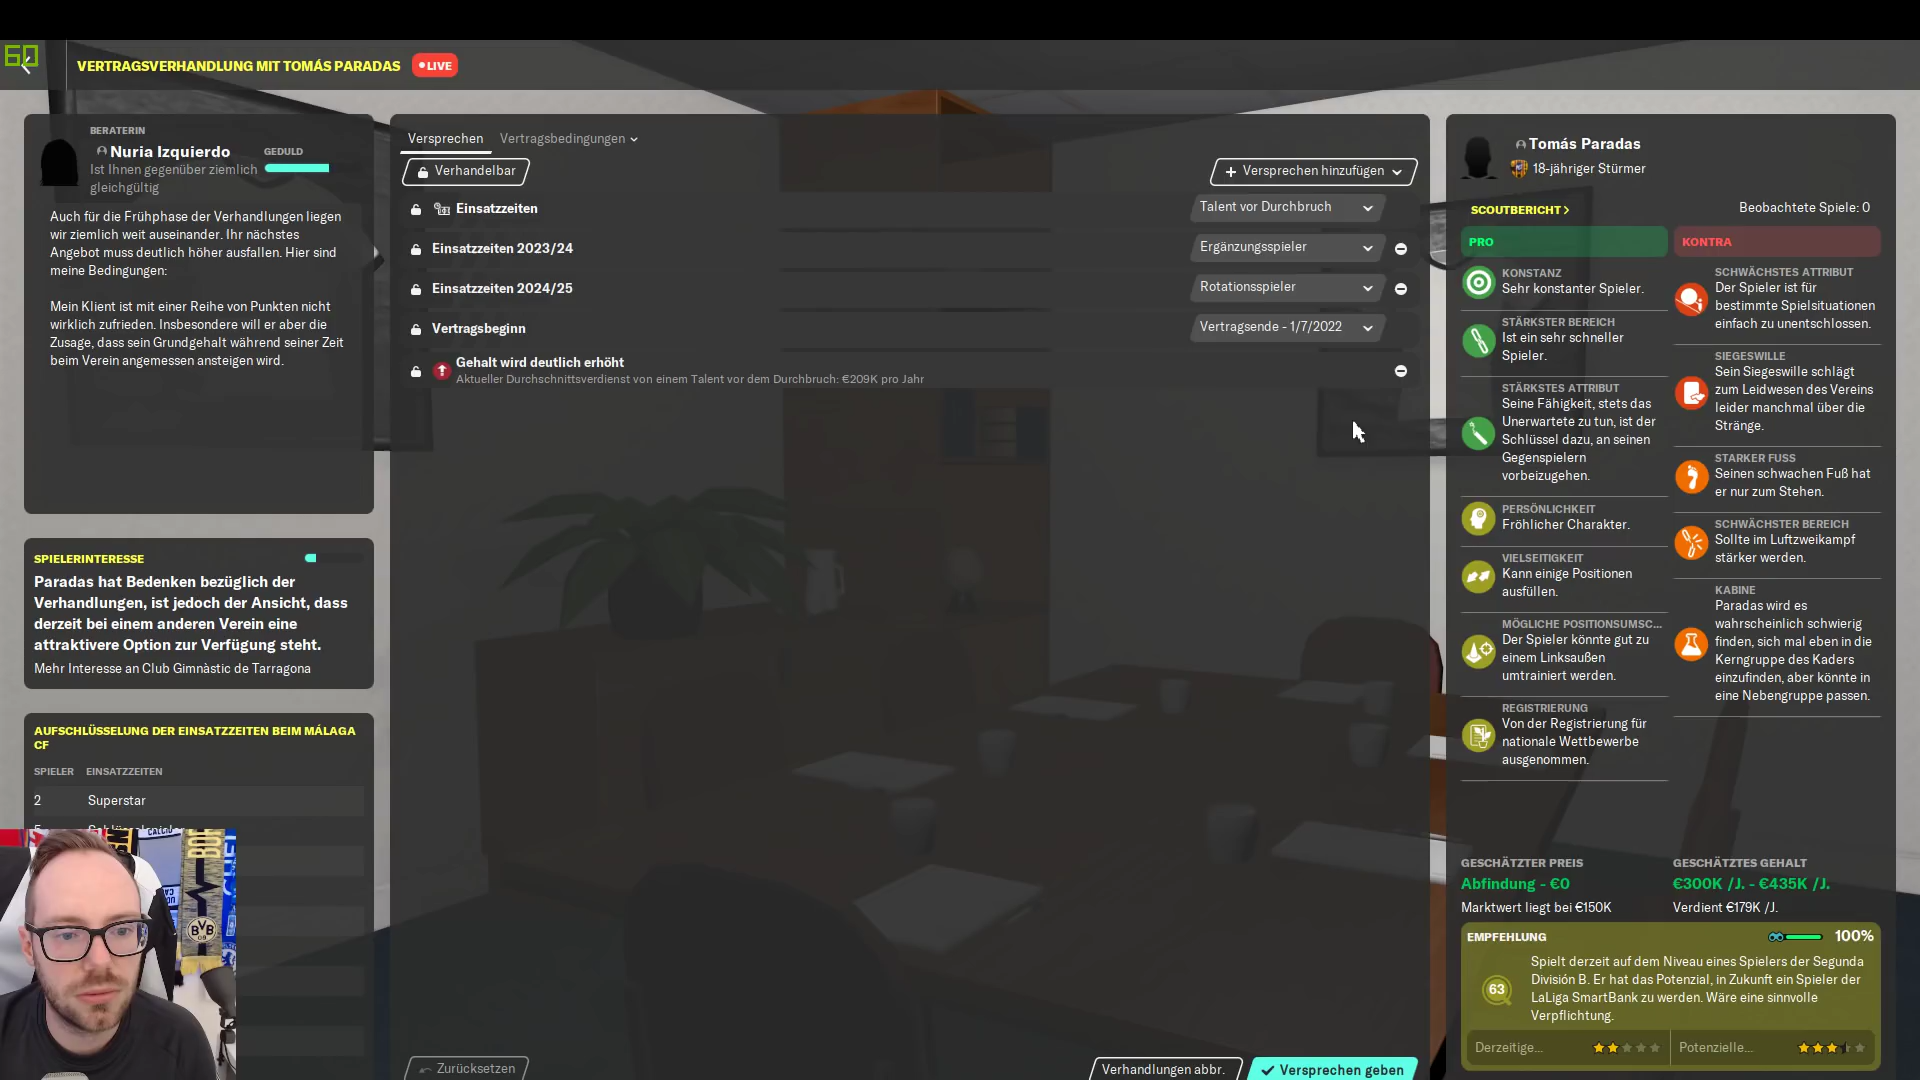 60
VERTRAGSVERHANDLUNG MIT TOMÁS PARADAS
LIVE
BERATERIN
Nuria Izquierdo
Ist Ihnen gegenüber ziemlich
gleichgültig
GEDULD
Auch für die Frühphase der Verhandlungen liegen
wir ziemlich weit auseinander. Ihr nächstes
Angebot muss deutlich höher ausfallen. Hier sind
meine Bedingungen:
Mein Klient ist mit einer Reihe von Punkten nicht
wirklich zufrieden. Insbesondere will er aber die
Zusage, dass sein Grundgehalt während seiner Zeit
beim Verein angemessen ansteigen wird.
SPIELERINTERESSE
Paradas hat Bedenken bezüglich der
Verhandlungen, ist jedoch der Ansicht, dass
derzeit bei einem anderen Verein eine
attraktivere Option zur Verfügung steht.
Mehr Interesse an Club Gimnàstic de Tarragona
AUFSCHLÜSSELUNG DER EINSATZZEITEN BEIM MÁLAGA
CF
SPIELER EINSATZZEITEN
2 Superstar
BVB
09
Versprechen Vertragsbedingungen
Verhandelbar
Versprechen hinzufügen
Einsatzzeiten Talent vor Durchbruch
Einsatzzeiten 2023/24 Ergänzungsspieler
Einsatzzeiten 2024/25 Rotationsspieler
Vertragsbeginn Vertragsende - 1/7/2022
Gehalt wird deutlich erhöht
Aktueller Durchschnittsverdienst von einem Talent vor dem Durchbruch: €209K pro Jahr
Zurücksetzen
Verhandlungen abbr.
Versprechen geben
Tomás Paradas
18-jähriger Stürmer
SCOUTBERICHT >
Beobachtete Spiele: 0
PRO
KONSTANZ
Sehr konstanter Spieler.
STÄRKSTER BEREICH
Ist ein sehr schneller
Spieler.
STÄRKSTES ATTRIBUT
Seine Fähigkeit, stets das
Unerwartete zu tun, ist der
Schlüssel dazu, an seinen
Gegenspielern
vorbeizugehen.
PERSÖNLICHKEIT
Fröhlicher Charakter.
VIELSEITIGKEIT
Kann einige Positionen
ausfüllen.
MÖGLICHE POSITIONSUMSC...
Der Spieler könnte gut zu
einem Linksaußen
umtrainiert werden.
REGISTRIERUNG
Von der Registrierung für
nationale Wettbewerbe
ausgenommen.
KONTRA
SCHWÄCHSTES ATTRIBUT
Der Spieler ist für
bestimmte Spielsituationen
einfach zu unentschlossen.
SIEGESWILLE
Sein Siegeswille schlägt
zum Leidwesen des Vereins
leider manchmal über die
Stränge.
STARKER FUSS
Seinen schwachen Fuß hat
er nur zum Stehen.
SCHWÄCHSTER BEREICH
Sollte im Luftzweikampf
stärker werden.
KABINE
Paradas wird es
wahrscheinlich schwierig
finden, sich mal eben in die
Kerngruppe des Kaders
einzufinden, aber könnte in
eine Nebengruppe passen.
GESCHÄTZTER PREIS
Abfindung - €0
Marktwert liegt bei €150K
GESCHÄTZTES GEHALT
€300K /J. - €435K /J.
Verdient €179K /J.
EMPFEHLUNG
100%
63
Spielt derzeit auf dem Niveau eines Spielers der Segunda
División B. Er hat das Potenzial, in Zukunft ein Spieler der
LaLiga SmartBank zu werden. Wäre eine sinnvolle
Verpflichtung.
Derzeitige...
Potenzielle...